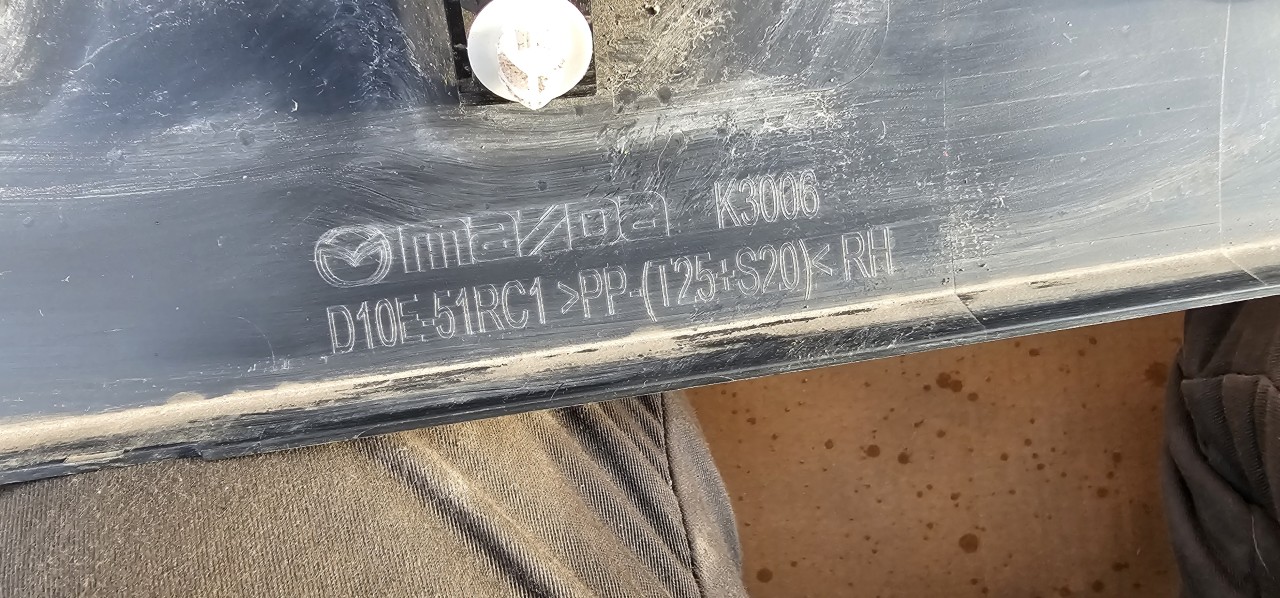 mazda K3006
D10E-51RC1 >PP-(T25+S20)< RH